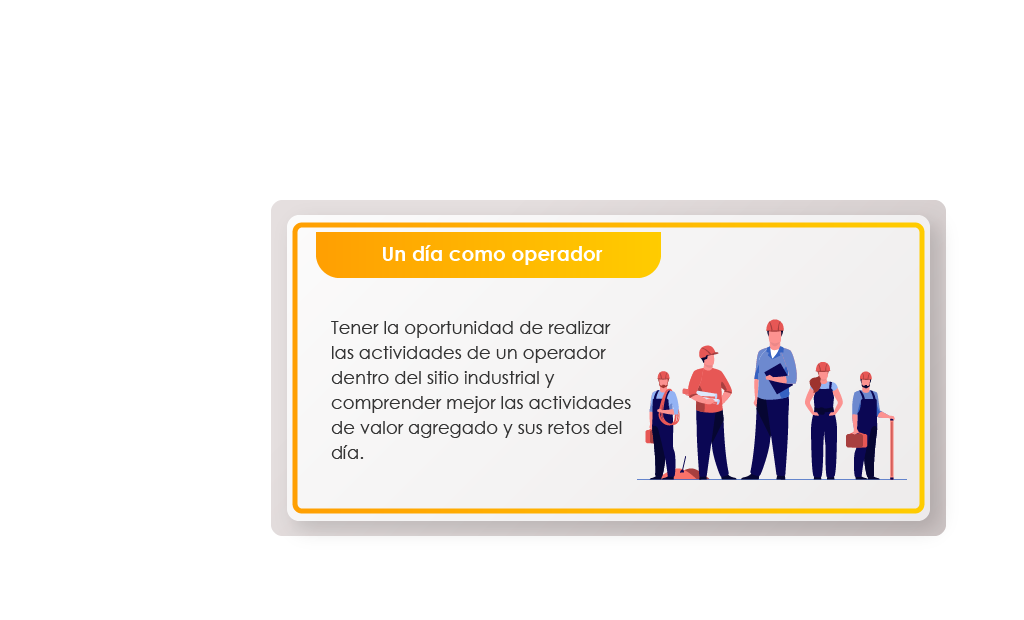 Un día como operador
Tener la oportunidad de realizar
las actividades de un operador
dentro del sitio industrial y
comprender mejor las actividades
de valor agregado y sus retos del
día.